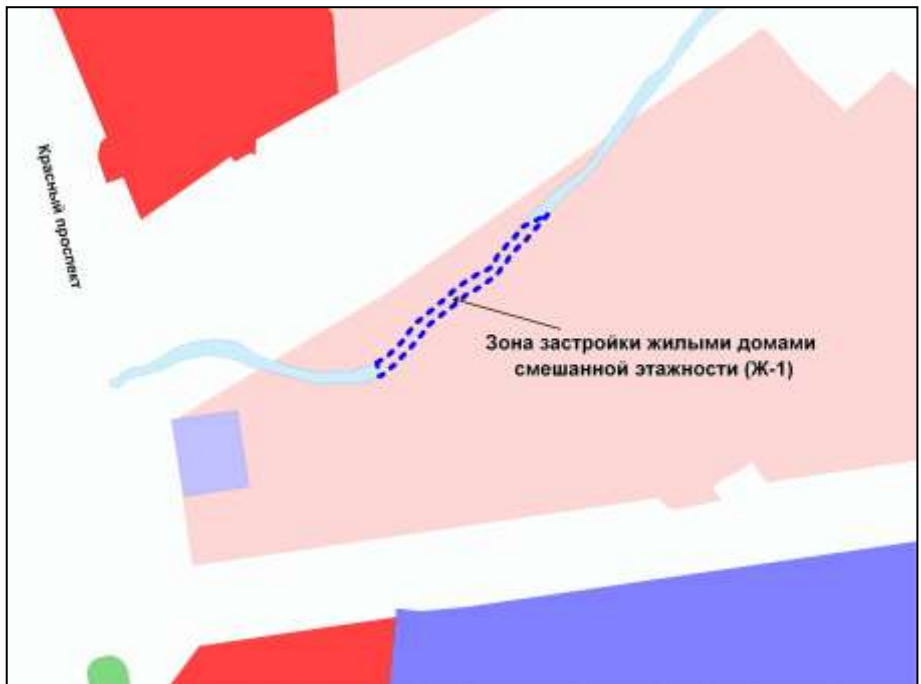 Красный проспект
Зона застройки жилыми домами
смешанной этажности (Ж-1)